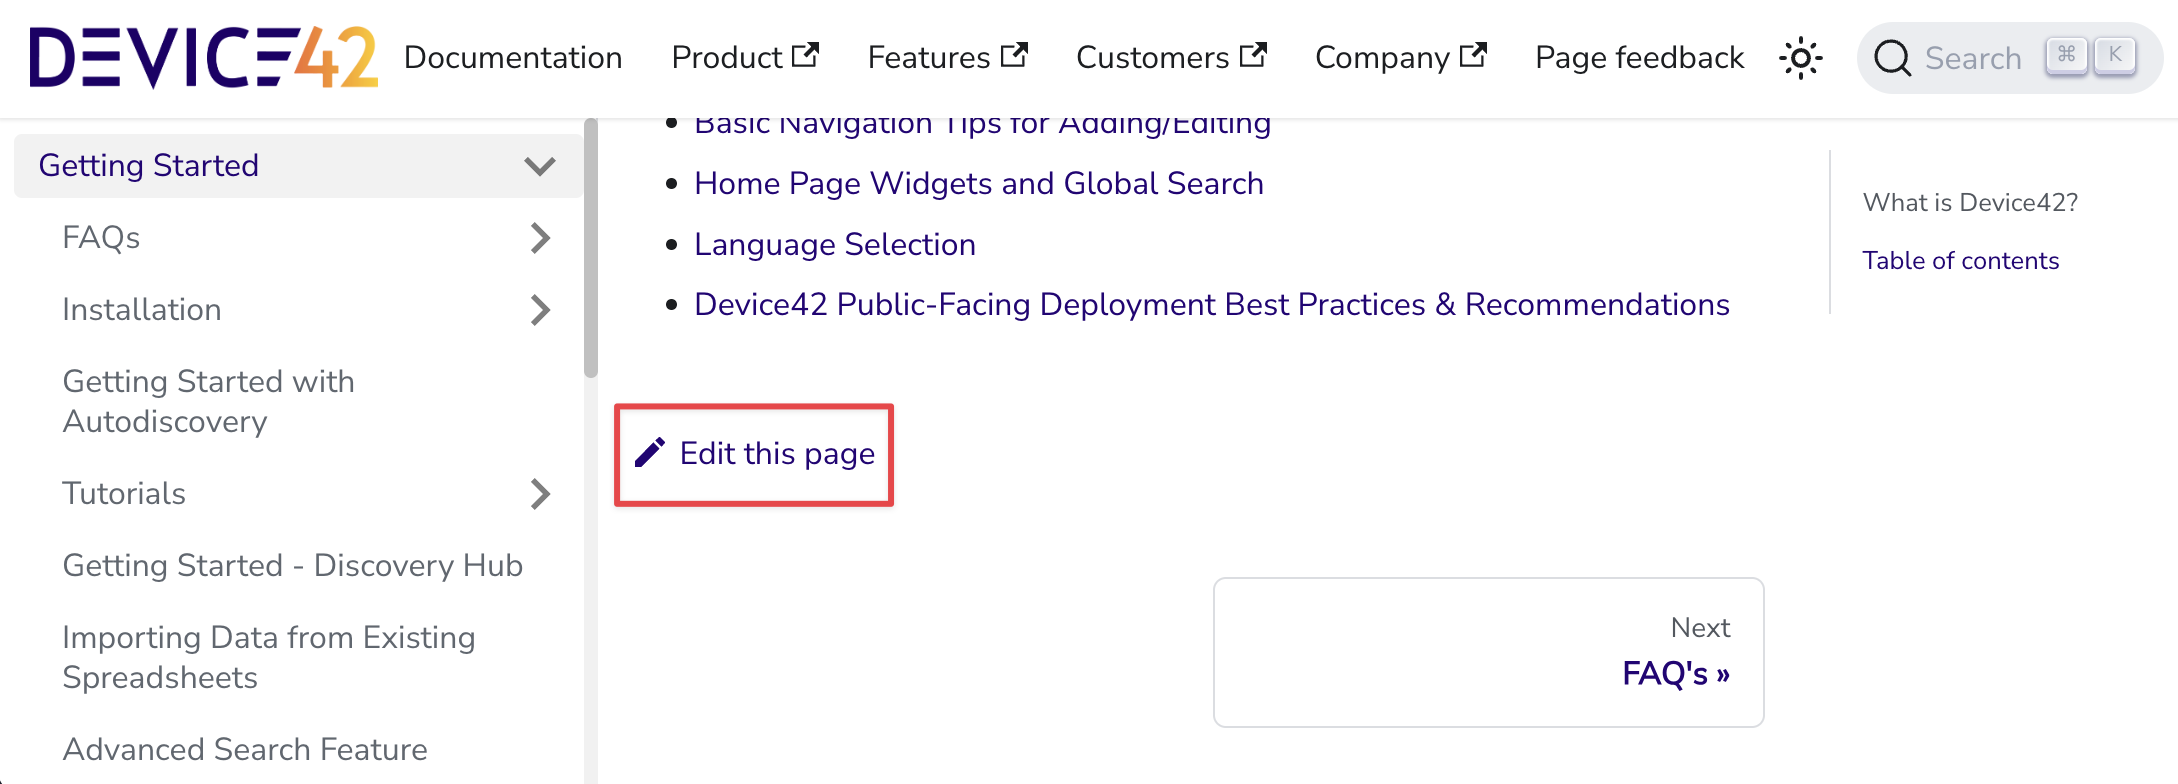 DEVICE42
Documentation
Product
Features
Customers
Company
Page feedback
Search ⌘ K
Getting Started
FAQs
Installation
Getting Started with
Autodiscovery
Tutorials
Getting Started - Discovery Hub
Importing Data from Existing
Spreadsheets
Advanced Search Feature
Basic Navigation Tips for Adding/Editing
Home Page Widgets and Global Search
Language Selection
Device42 Public-Facing Deployment Best Practices & Recommendations
Edit this page
Next
FAQ's »
What is Device42?
Table of contents